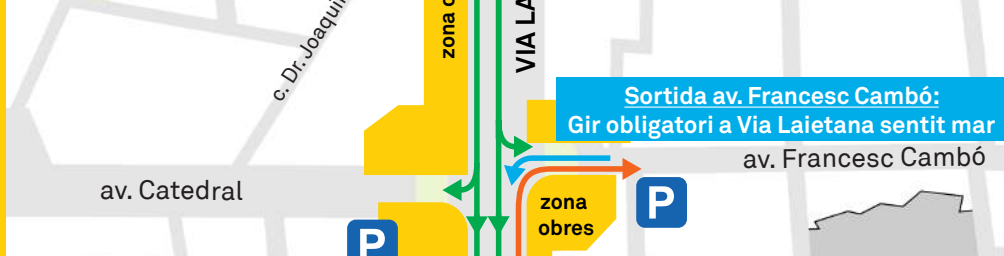 c. Dr. Joaquim
zona o
VIA LA
Sortida av. Francesc Cambó:
Gir obligatori a Via Laietana sentit mar
av. Francesc Cambó
av. Catedral
P
zona
obres
P